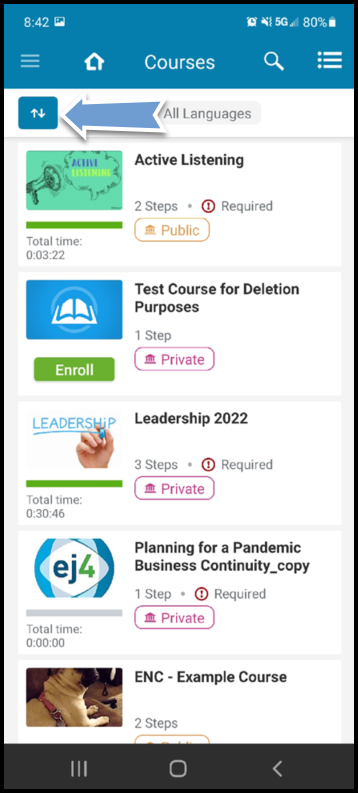 8:42 5G 80%
Courses
All Languages
ACTIVE
LISTENING
Active Listening
2 Steps • Required
Public
Total time:
0:03:22
Test Course for Deletion
Purposes
1 Step
Private
Enroll
LEADERSHiP
Leadership 2022
3 Steps • Required
Private
Total time:
0:30:46
ej4
Planning for a Pandemic
Business Continuity_copy
1 Step • Required
Private
Total time:
0:00:00
ENC - Example Course
2 Steps